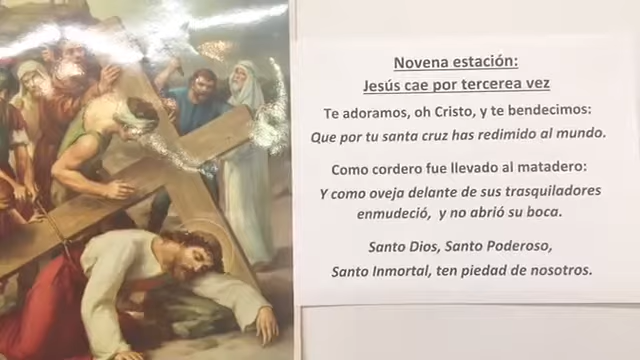 Novena estación:
Jesús cae por tercerea vez
Te adoramos, oh Cristo, y te bendecimos:
Que por tu santa cruz has redimido al mundo.
Como cordero fue llevado al matadero:
Y como oveja delante de sus trasquiladores
enmudeció, y no abrió su boca.
Santo Dios, Santo Poderoso,
Santo Inmortal, ten piedad de nosotros.